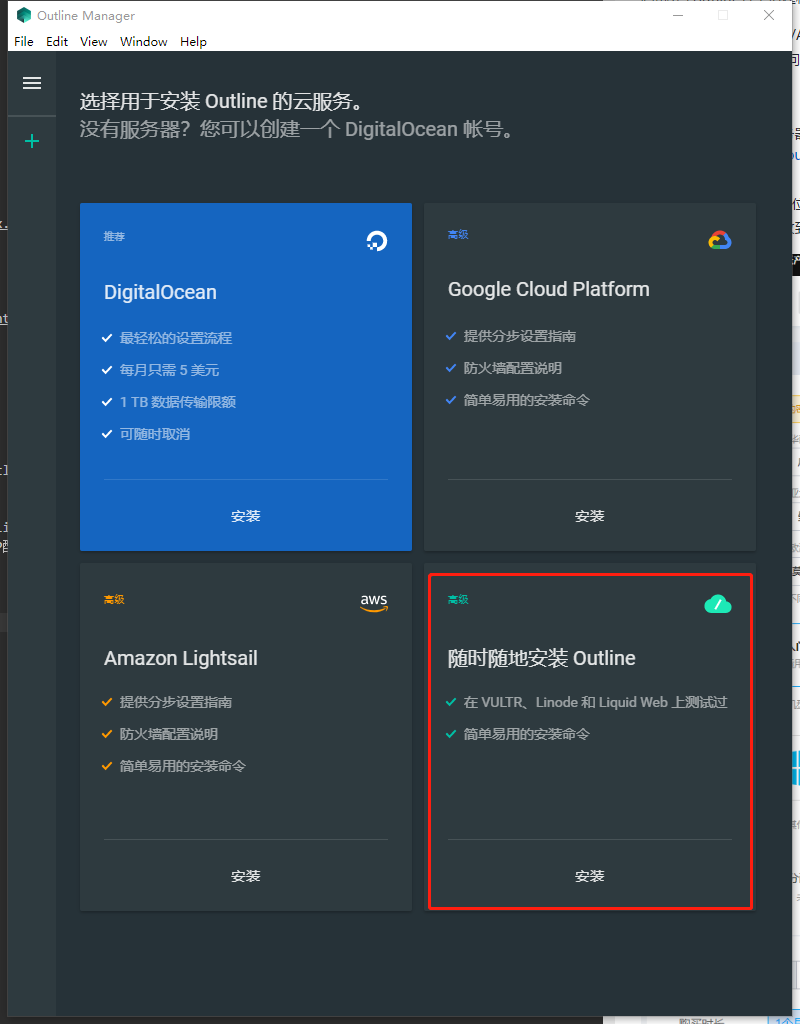 Outline Manager
File Edit View Window Help
选择用于安装 Outline 的云服务。
没有服务器？您可以创建一个 DigitalOcean 帐号。
推荐
DigitalOcean
最轻松的设置流程
每月只需 5 美元
1 TB 数据传输限额
可随时取消
安装
高级
Google Cloud Platform
提供分步设置指南
防火墙配置说明
简单易用的安装命令
安装
高级
aws
Amazon Lightsail
提供分步设置指南
防火墙配置说明
简单易用的安装命令
安装
高级
随时随地安装 Outline
在 VULTR、Linode 和 Liquid Web 上测试过
简单易用的安装命令
安装